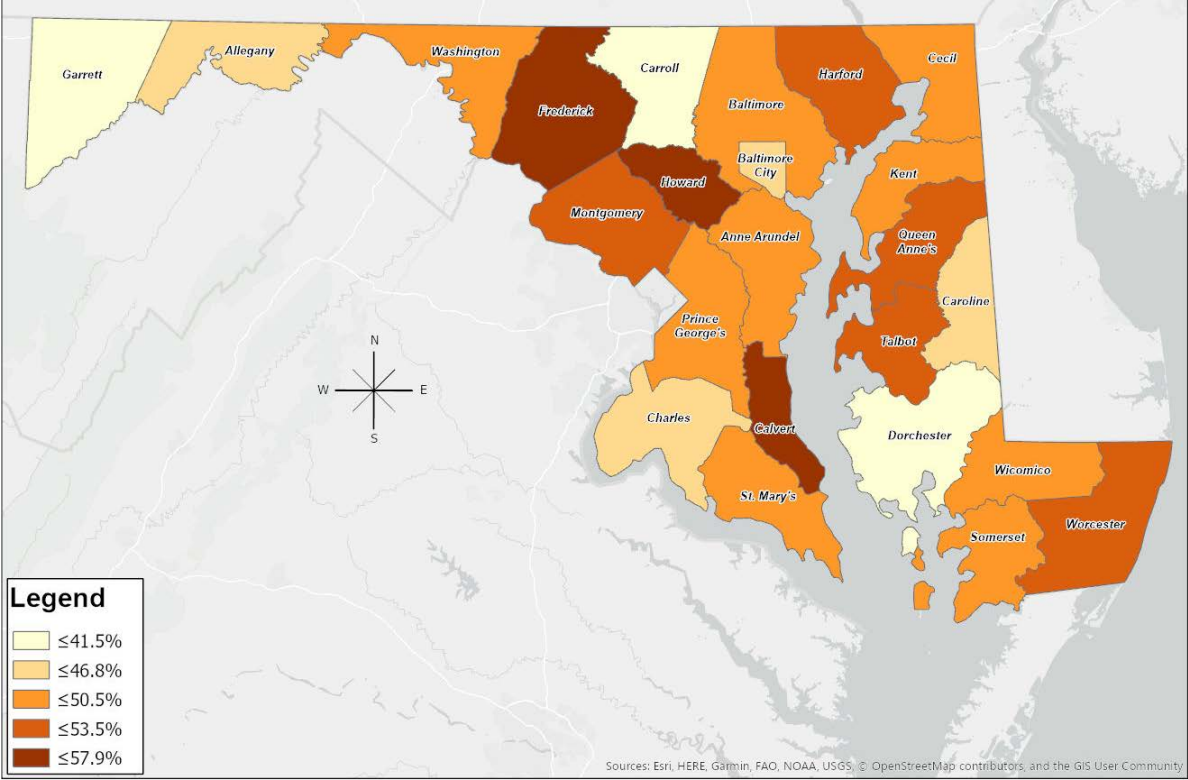 Garrett
Allegany
Washington
Frederick
Carroll
Baltimore
Harford
Cecil
Baltimore
City
Kent
Howard
Montgomery
Anne Arundel
Queen
Anne's
Caroline
Prince
George's
Talbot
Charles
Calvert
Dorchester
St. Mary's
Wicomico
Worcester
Somerset
N
W E
S
Legend
≤41.5%
≤46.8%
≤50.5%
≤53.5%
≤57.9%
Sources: Esri, HERE, Garmin, FAO, NOAA, USGS, © OpenStreetMap contributors, and the GIS User Community